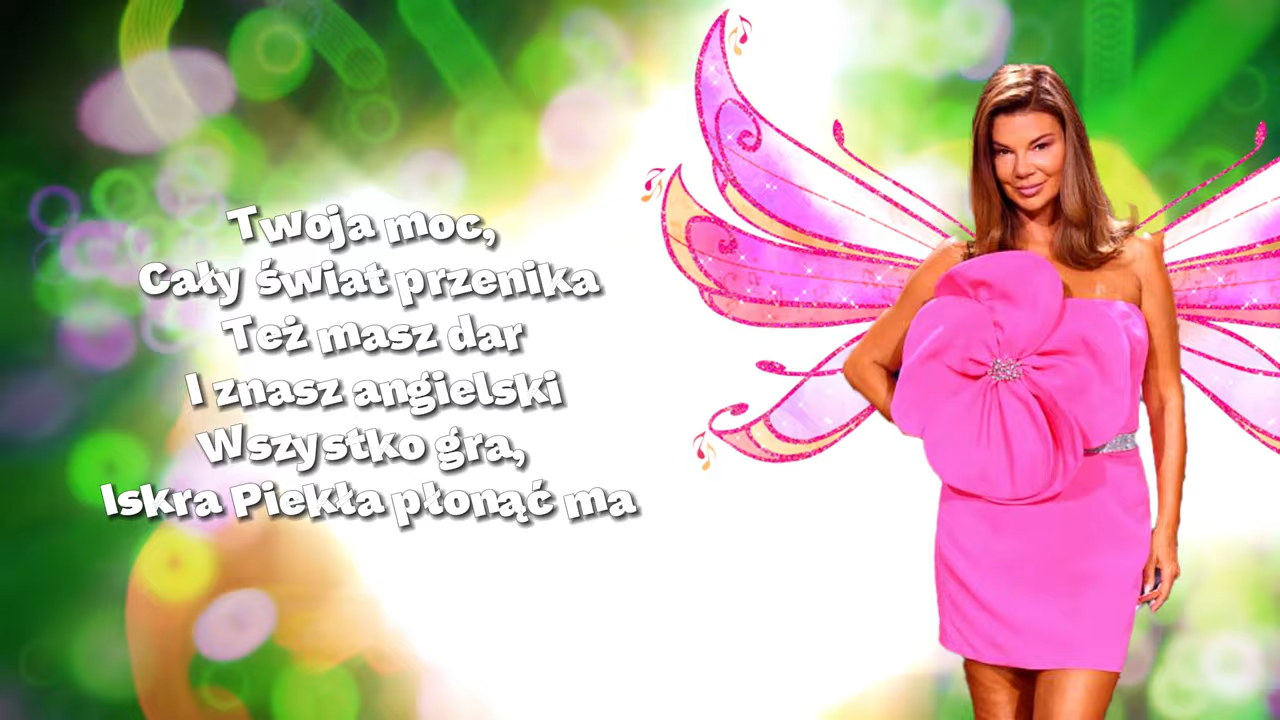 Twoja moc,
Cały świat przenika
Też masz dar
I znasz angielski
Wszystko gra,
Iskra Piekła płonąć ma